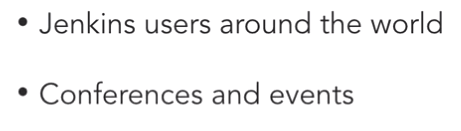 • Jenkins users around the world
• Conferences and events